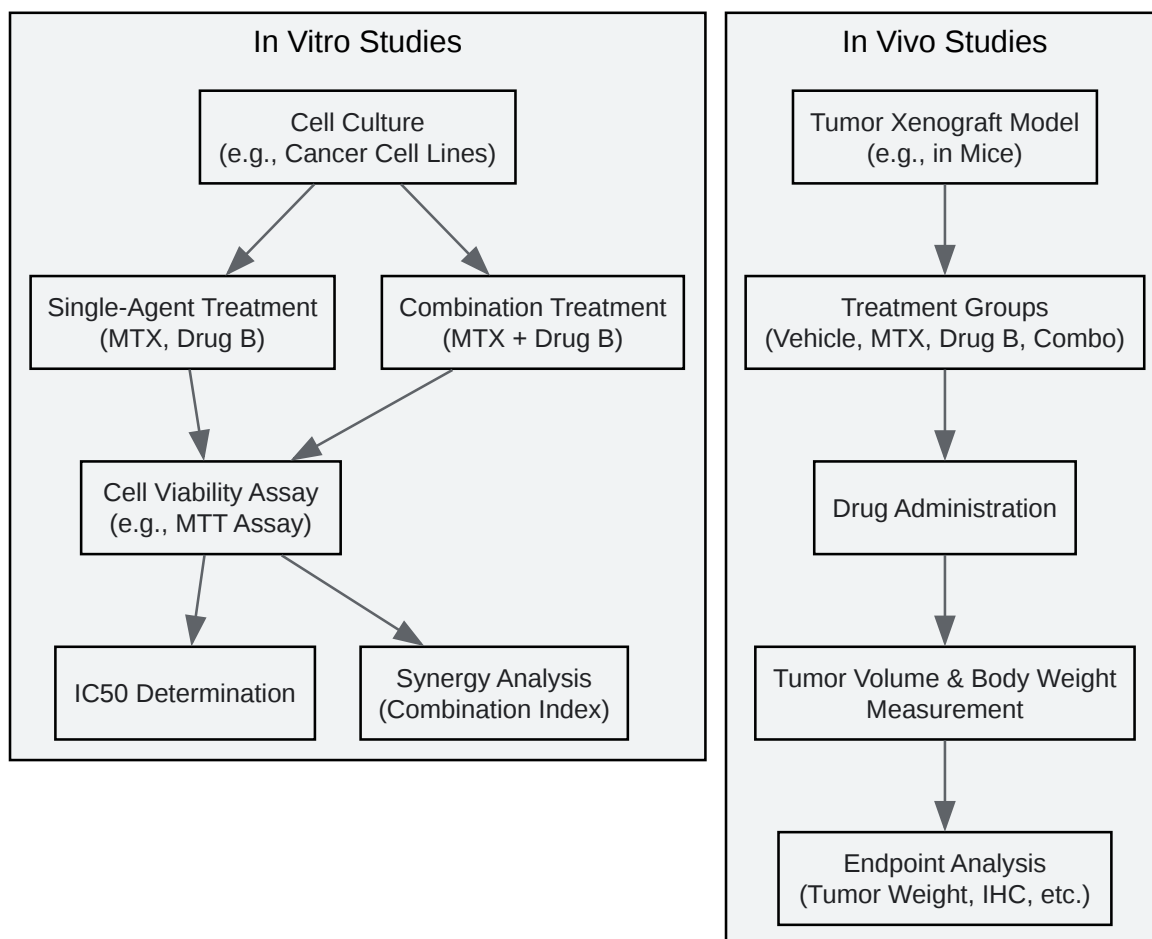 In Vitro Studies
Cell Culture
(e.g., Cancer Cell Lines)
Single-Agent Treatment
(MTX, Drug B)
Combination Treatment
(MTX + Drug B)
Cell Viability Assay
(e.g., MTT Assay)
IC50 Determination
Synergy Analysis
(Combination Index)
In Vivo Studies
Tumor Xenograft Model
(e.g., in Mice)
Treatment Groups
(Vehicle, MTX, Drug B, Combo)
Drug Administration
Tumor Volume & Body Weight
Measurement
Endpoint Analysis
(Tumor Weight, IHC, etc.)